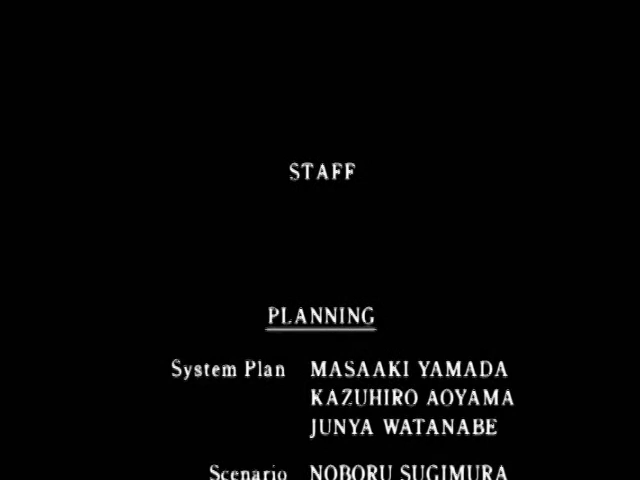 STAFF
PLANNING
System Plan MASAAKI YAMADA
KAZUHIRO AOYAMA
JUNYA WATANABE
Scenario NOBORU SUGIMURA